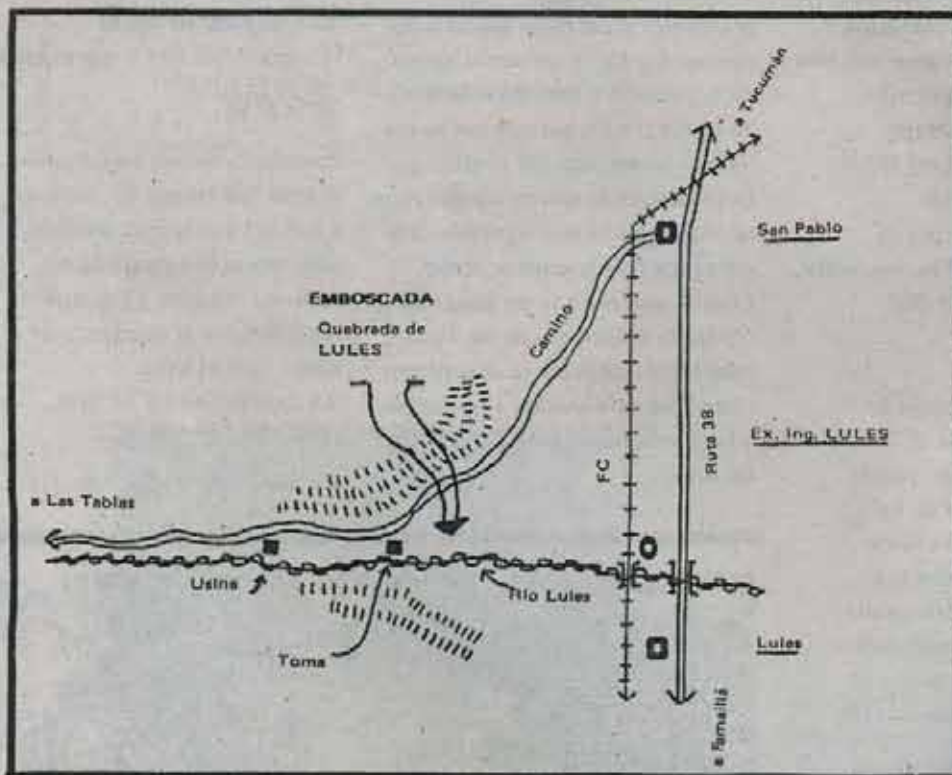 a Tucumán
San Pablo
EMBOSCADA
Quebrada de
LULES
Camino
Ruta 38
Ex. Ing. LULES
FC
a Las Tablas
Usina
Río Lules
Toma
Lules
a Famaillá